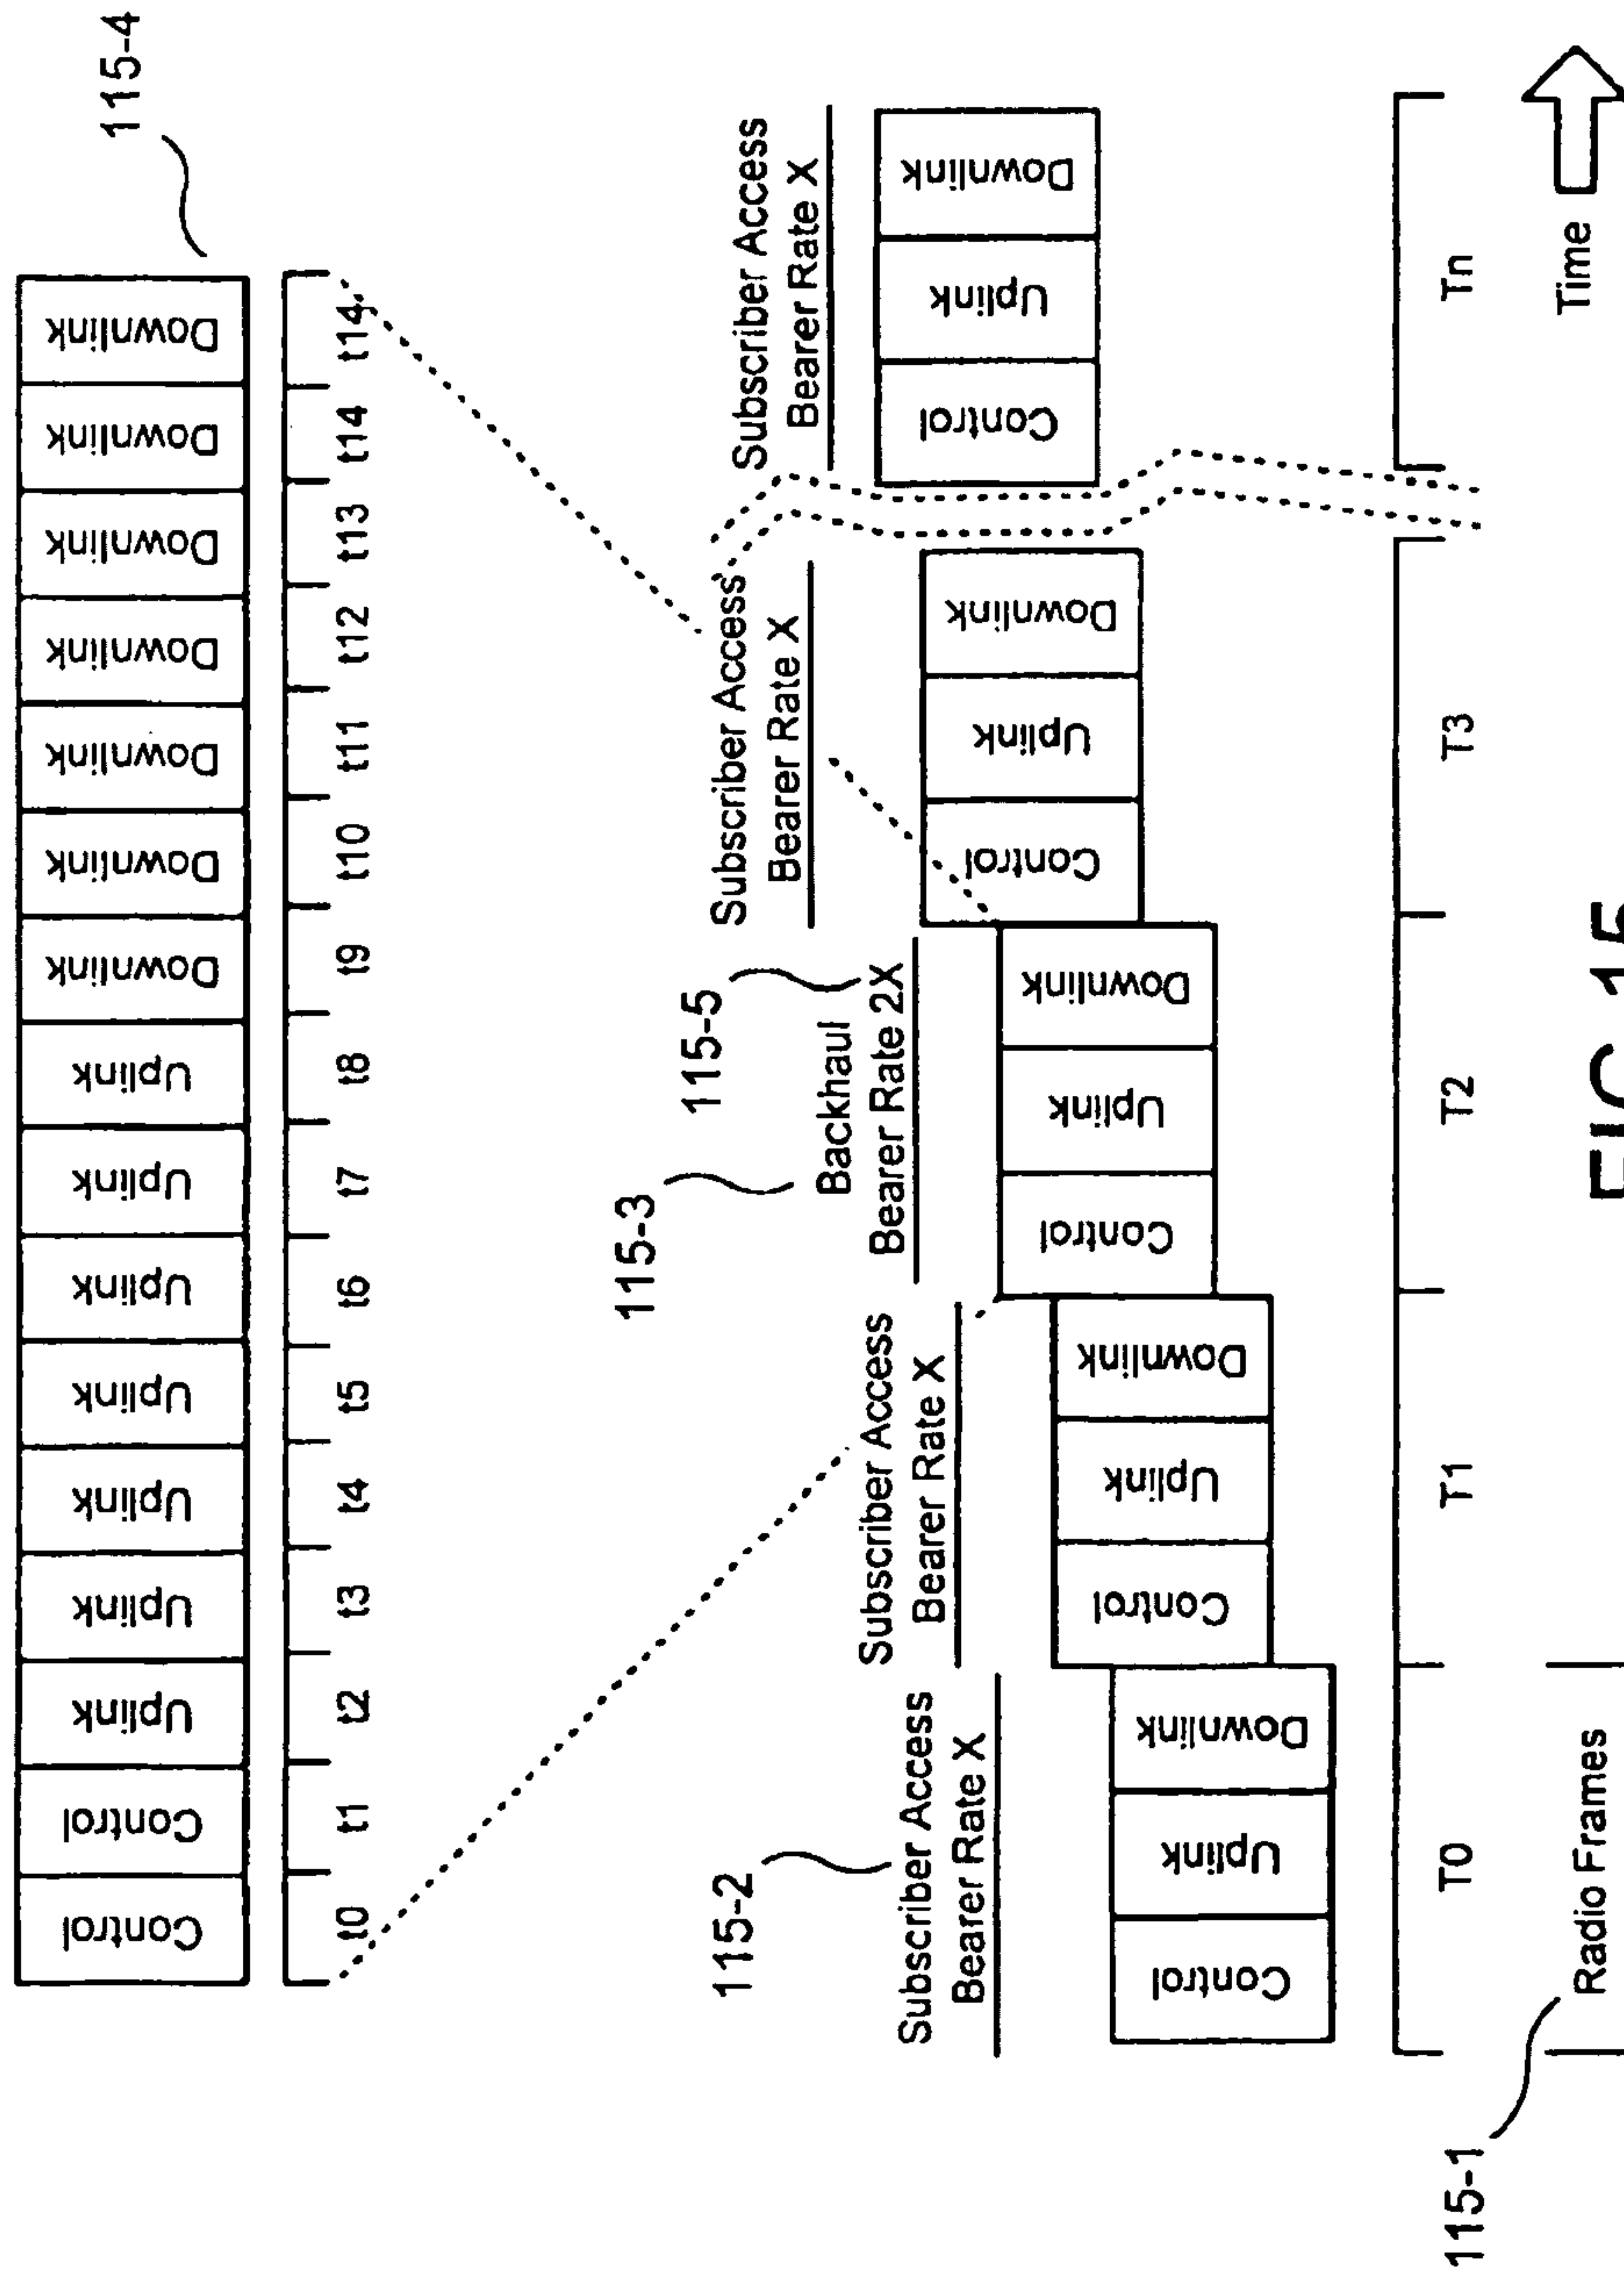 115-4
Control Control Uplink Uplink Uplink Uplink Uplink Uplink Uplink Downlink Downlink Downlink Downlink Downlink Downlink Downlink
t0 t1 t2 t3 t4 t5 t6 t7 t8 t9 t10 t11 t12 t13 t14 t14
115-3
115-5
115-2
Subscriber Access
Bearer Rate X
Subscriber Access
Bearer Rate X
Backhaul
Bearer Rate 2X
Subscriber Access
Bearer Rate X
Subscriber Access
Bearer Rate X
Control Uplink Downlink
Control Uplink Downlink
Control Uplink Downlink
Control Uplink Downlink
Control Uplink Downlink
T0 T1 T2 T3 Tn
115-1
Radio Frames
Time
FIG. 15